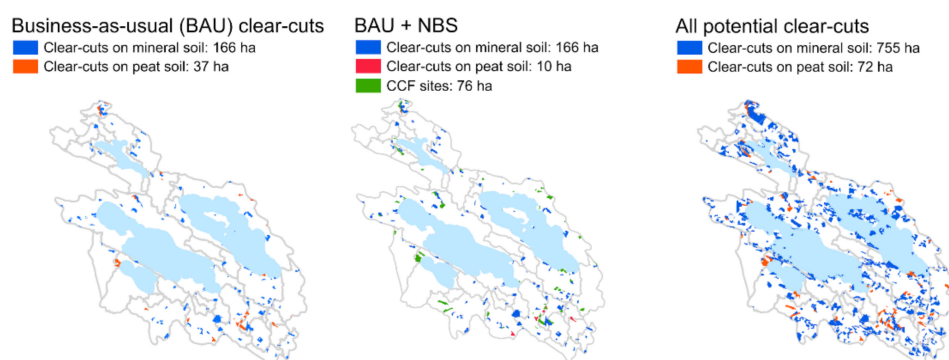 Business-as-usual (BAU) clear-cuts
Clear-cuts on mineral soil: 166 ha
Clear-cuts on peat soil: 37 ha
BAU + NBS
Clear-cuts on mineral soil: 166 ha
Clear-cuts on peat soil: 10 ha
CCF sites: 76 ha
All potential clear-cuts
Clear-cuts on mineral soil: 755 ha
Clear-cuts on peat soil: 72 ha